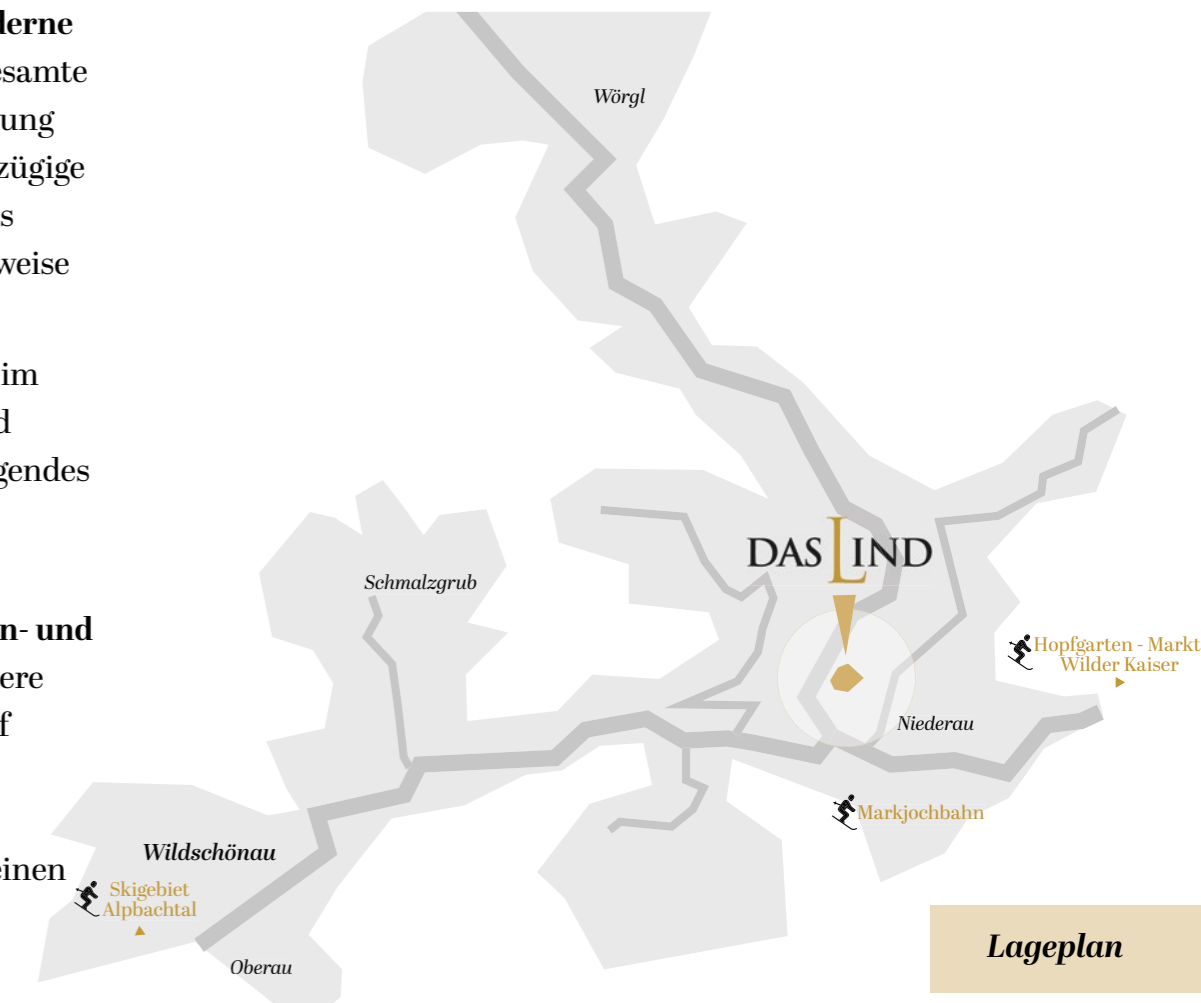 lerne
esamte
ung
zügige
s
weise
im
d
gendes
n- und
ere
f
einen
Wörgl
Schmalzgrub
DAS LIND
Hopfgarten - Markt
Wilder Kaiser
Niederau
Markjochbahn
Wildschönau
Skigebiet
Alpbachtal
Oberau
Lageplan